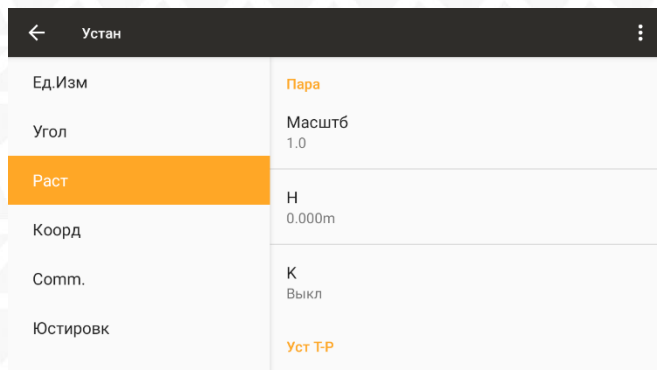 Устан
Ед.Изм
Угол
Раст
Коорд
Comm.
Юстировк
Пара
Масштб
1.0
H
0.000m
K
Выкл
Уст T-P